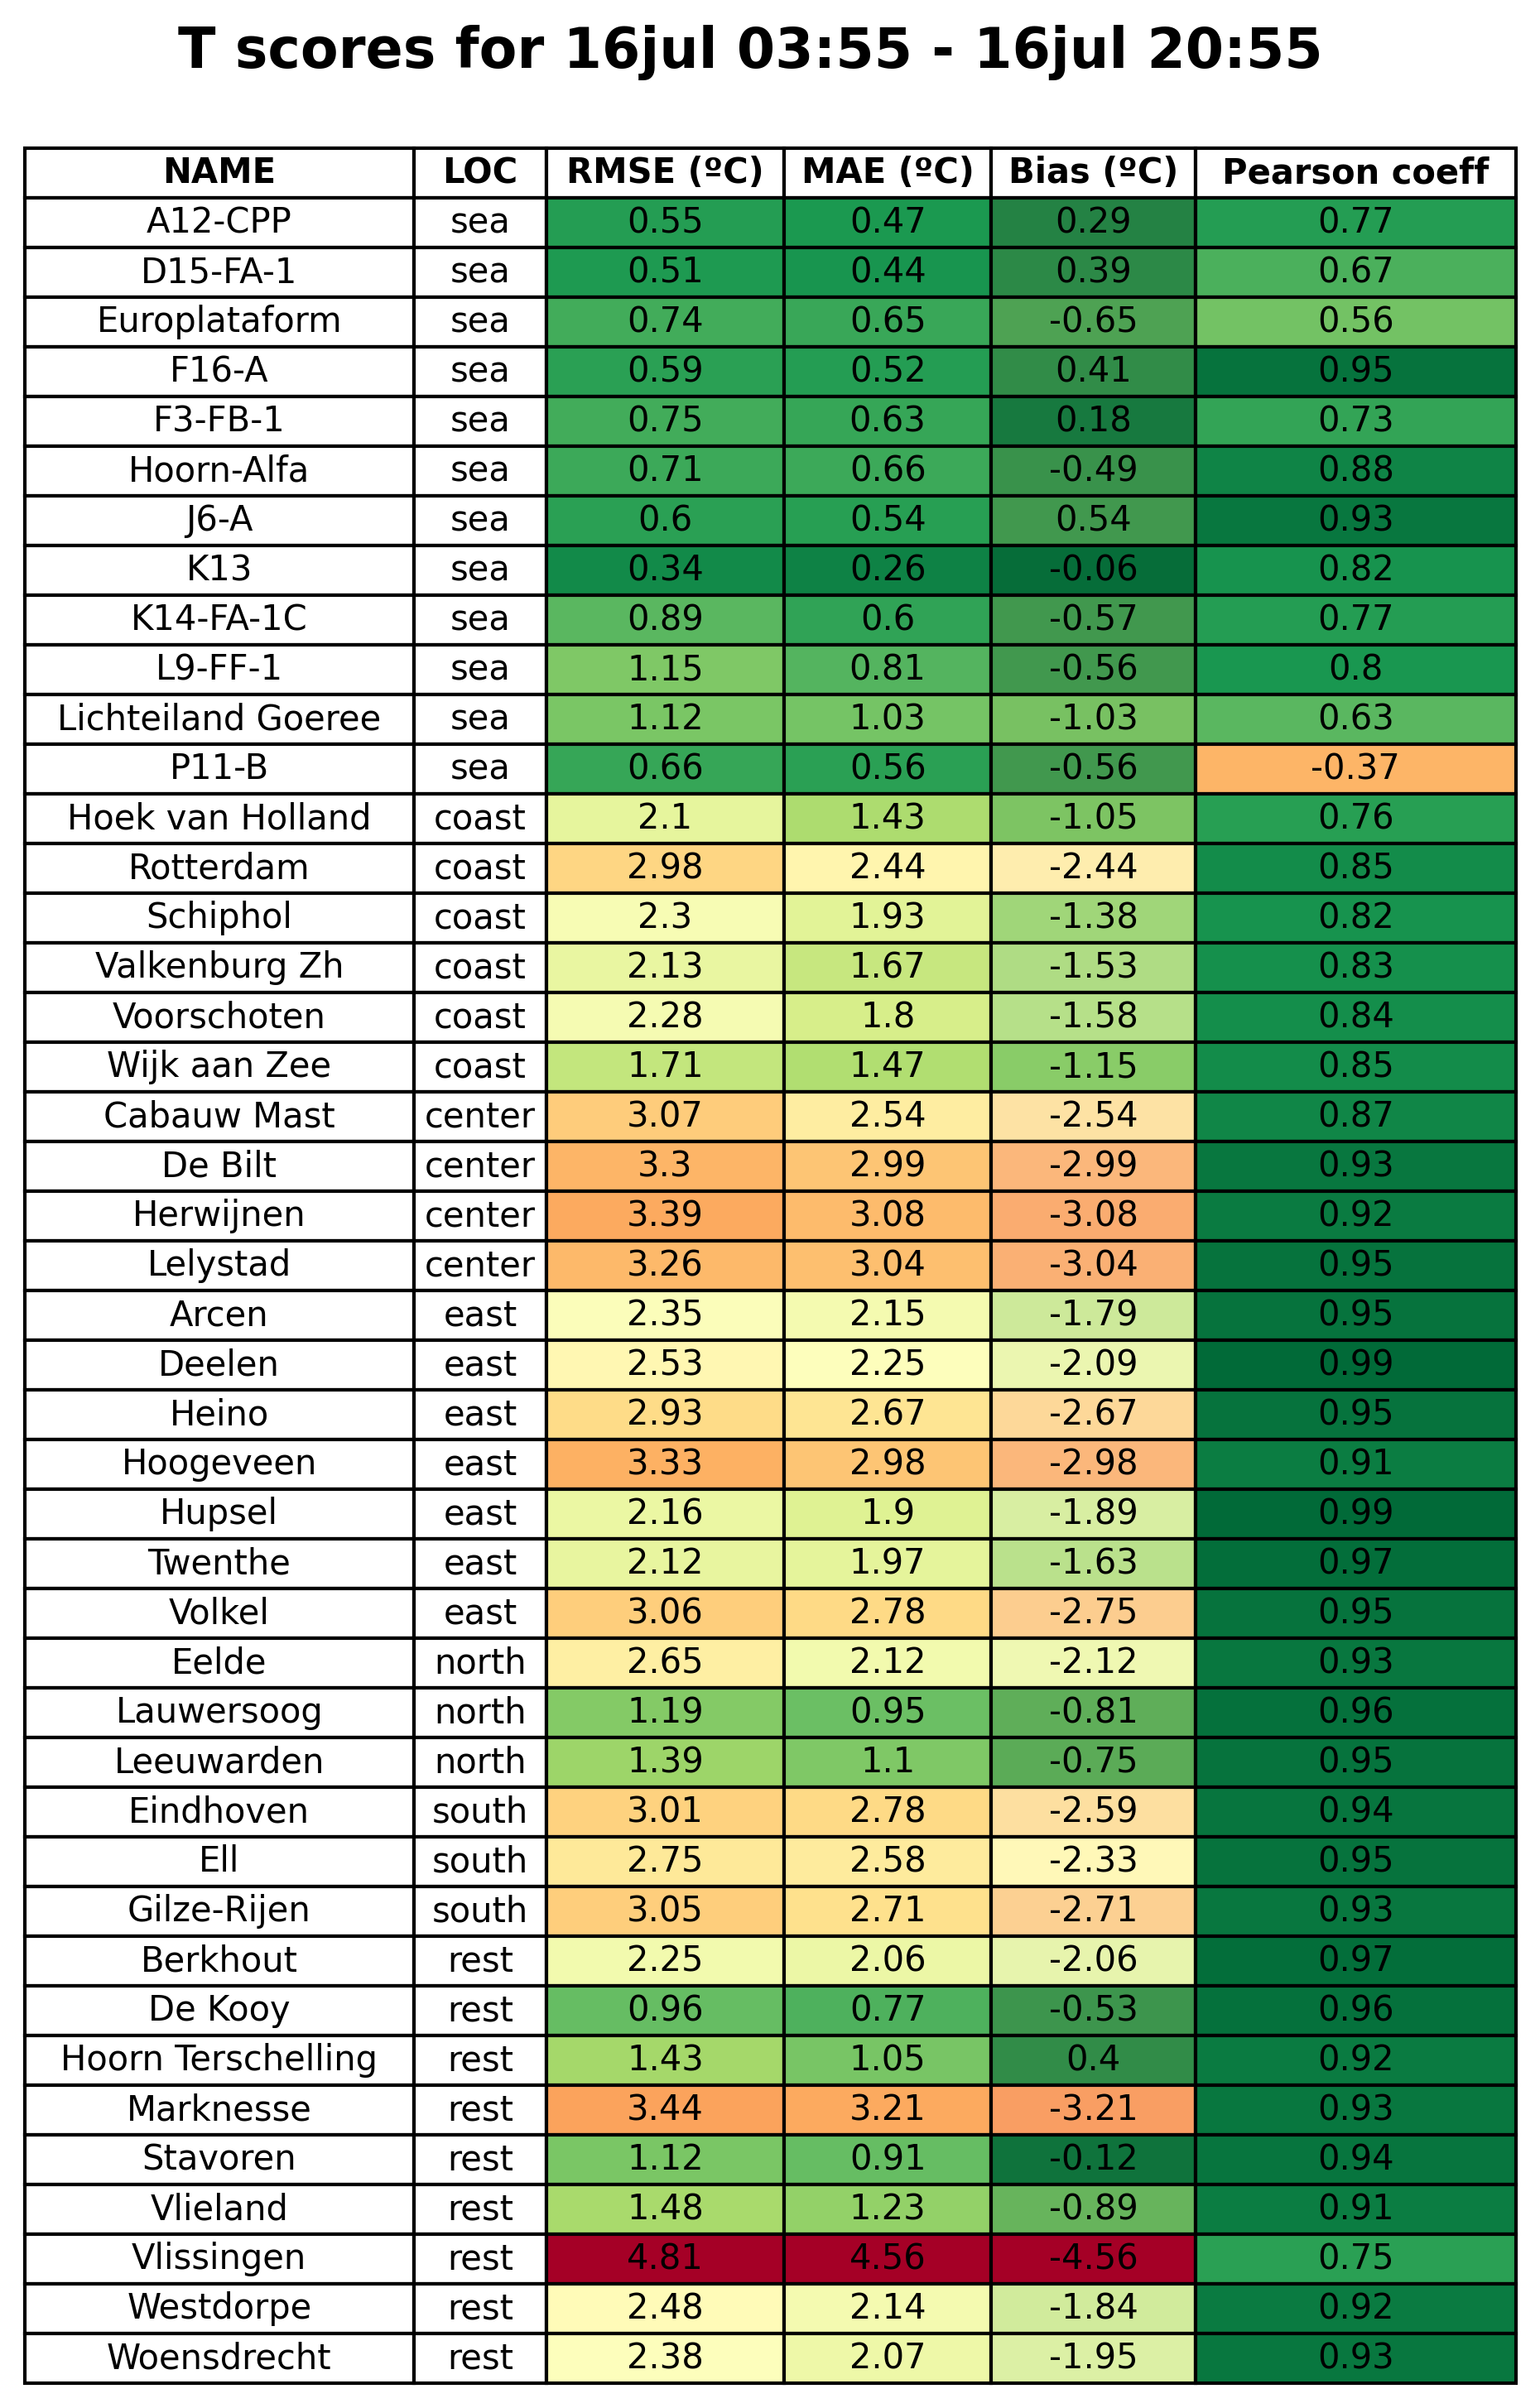 T scores for 16jul 03:55 - 16jul 20:55
NAME LOC RMSE (ºC) MAE (ºC) Bias (ºC) Pearson coeff
A12-CPP sea 0.55 0.47 0.29 0.77
D15-FA-1 sea 0.51 0.44 0.39 0.67
Europlataform sea 0.74 0.65 -0.65 0.56
F16-A sea 0.59 0.52 0.41 0.95
F3-FB-1 sea 0.75 0.63 0.18 0.73
Hoorn-Alfa sea 0.71 0.66 -0.49 0.88
J6-A sea 0.6 0.54 0.54 0.93
K13 sea 0.34 0.26 -0.06 0.82
K14-FA-1C sea 0.89 0.6 -0.57 0.77
L9-FF-1 sea 1.15 0.81 -0.56 0.8
Lichteiland Goeree sea 1.12 1.03 -1.03 0.63
P11-B sea 0.66 0.56 -0.56 -0.37
Hoek van Holland coast 2.1 1.43 -1.05 0.76
Rotterdam coast 2.98 2.44 -2.44 0.85
Schiphol coast 2.3 1.93 -1.38 0.82
Valkenburg Zh coast 2.13 1.67 -1.53 0.83
Voorschoten coast 2.28 1.8 -1.58 0.84
Wijk aan Zee coast 1.71 1.47 -1.15 0.85
Cabauw Mast center 3.07 2.54 -2.54 0.87
De Bilt center 3.3 2.99 -2.99 0.93
Herwijnen center 3.39 3.08 -3.08 0.92
Lelystad center 3.26 3.04 -3.04 0.95
Arcen east 2.35 2.15 -1.79 0.95
Deelen east 2.53 2.25 -2.09 0.99
Heino east 2.93 2.67 -2.67 0.95
Hoogeveen east 3.33 2.98 -2.98 0.91
Hupsel east 2.16 1.9 -1.89 0.99
Twenthe east 2.12 1.97 -1.63 0.97
Volkel east 3.06 2.78 -2.75 0.95
Eelde north 2.65 2.12 -2.12 0.93
Lauwersoog north 1.19 0.95 -0.81 0.96
Leeuwarden north 1.39 1.1 -0.75 0.95
Eindhoven south 3.01 2.78 -2.59 0.94
Ell south 2.75 2.58 -2.33 0.95
Gilze-Rijen south 3.05 2.71 -2.71 0.93
Berkhout rest 2.25 2.06 -2.06 0.97
De Kooy rest 0.96 0.77 -0.53 0.96
Hoorn Terschelling rest 1.43 1.05 0.4 0.92
Marknesse rest 3.44 3.21 -3.21 0.93
Stavoren rest 1.12 0.91 -0.12 0.94
Vlieland rest 1.48 1.23 -0.89 0.91
Vlissingen rest 4.81 4.56 -4.56 0.75
Westdorpe rest 2.48 2.14 -1.84 0.92
Woensdrecht rest 2.38 2.07 -1.95 0.93